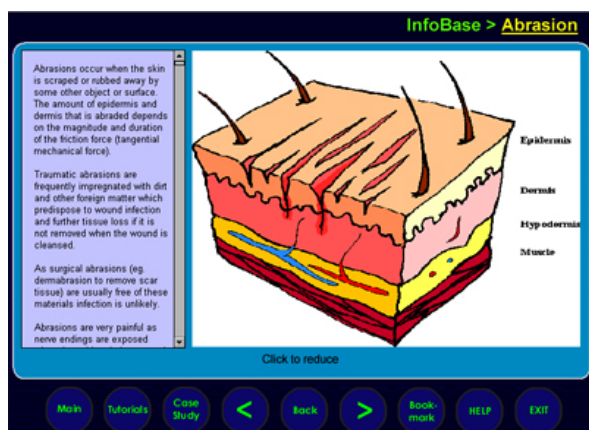 InfoBase > Abrasion
Abrasions occur when the skin
is scraped or rubbed away by
some other object or surface.
The amount of epidermis and
dermis that is abraded depends
on the magnitude and duration
of the friction force (tangential
mechanical force).
Traumatic abrasions are
frequently impregnated with dirt
and other foreign matter which
predispose to wound infection
and further tissue loss if it is
not removed when the wound is
cleansed.
As surgical abrasions (eg.
dermabrasion to remove scar
tissue) are usually free of these
materials infection is unlikely.
Abrasions are very painful as
nerve endings are exposed
Epidermis
Dermis
Hypodermis
Muscle
Click to reduce
Main
Tutorials
Case
Study
<
Back
>
Book-
mark
HELP
EXIT